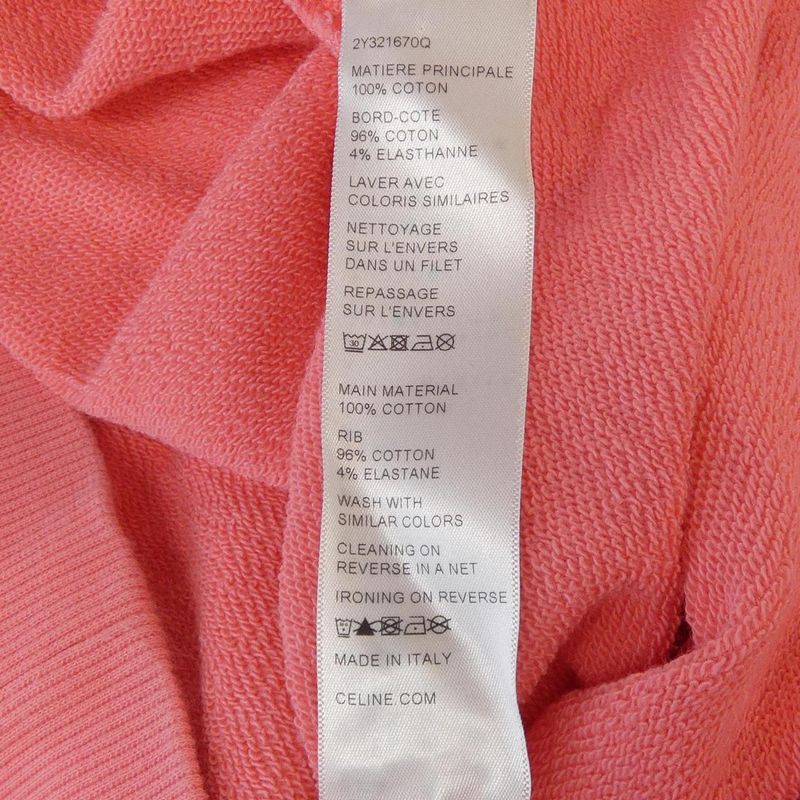 2Y321670Q
MATIERE PRINCIPALE
100% COTON
BORD-COTE
96% COTON
4% ELASTHANNE
LAVER AVEC
COLORIS SIMILAIRES
NETTOYAGE
SUR L'ENVERS
DANS UN FILET
REPASSAGE
SUR L'ENVERS
30
MAIN MATERIAL
100% COTTON
RIB
96% COTTON
4% ELASTANE
WASH WITH
SIMILAR COLORS
CLEANING ON
REVERSE IN A NET
IRONING ON REVERSE
MADE IN ITALY
CELINE.COM